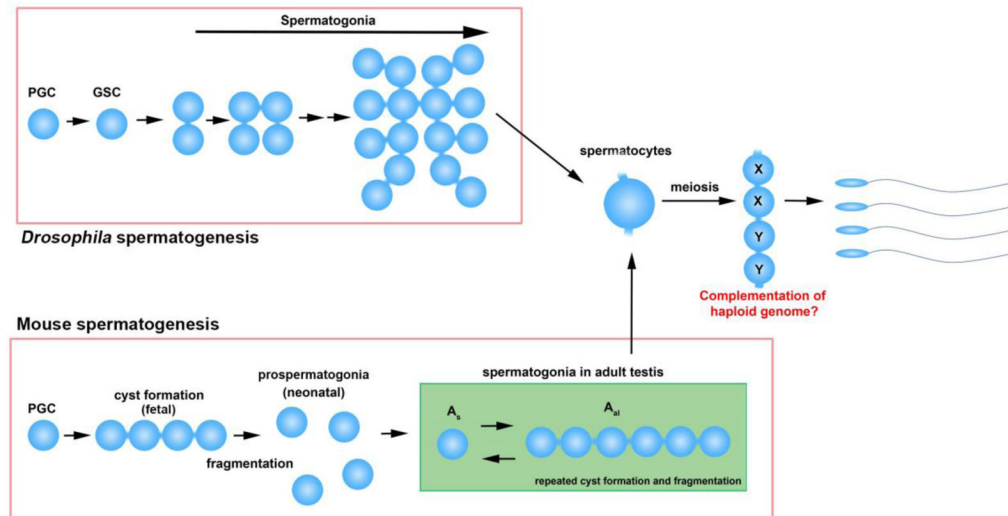 Spermatogonia
PGC
GSC
Drosophila spermatogenesis
spermatocytes
meiosis
X
X
Y
Y
Complementation of
haploid genome?
Mouse spermatogenesis
PGC
cyst formation
(fetal)
fragmentation
prospermatogonia
(neonatal)
spermatogonia in adult testis
As
Aal
repeated cyst formation and fragmentation